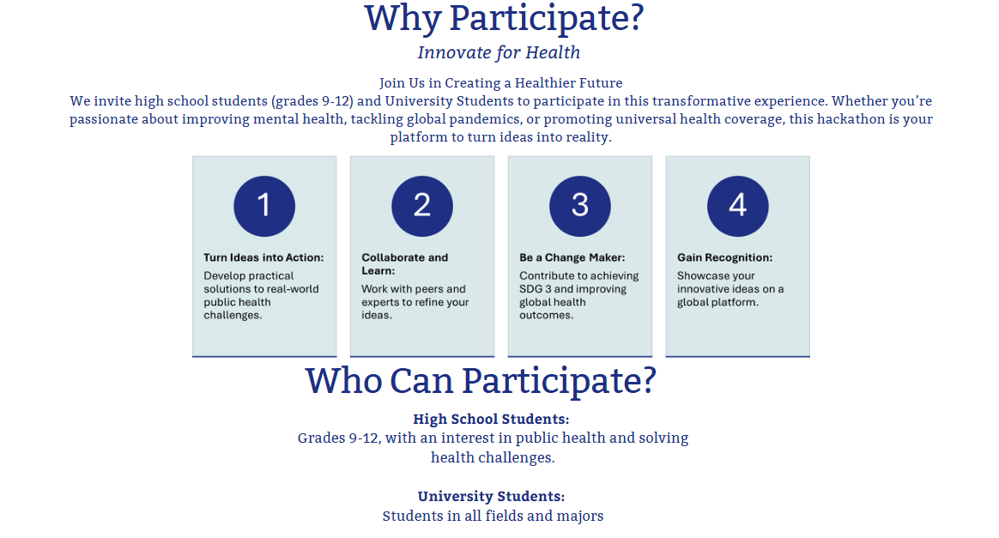 Why Participate?
Innovate for Health
Join Us in Creating a Healthier Future
We invite high school students (grades 9-12) and University Students to participate in this transformative experience. Whether you're
passionate about improving mental health, tackling global pandemics, or promoting universal health coverage, this hackathon is your
platform to turn ideas into reality.
1
Turn Ideas into Action:
Develop practical
solutions to real-world
public health
challenges.
2
Collaborate and
Learn:
Work with peers and
experts to refine your
ideas.
3
Be a Change Maker:
Contribute to achieving
SDG 3 and improving
global health
outcomes.
4
Gain Recognition:
Showcase your
innovative ideas on a
global platform.
Who Can Participate?
High School Students:
Grades 9-12, with an interest in public health and solving
health challenges.
University Students:
Students in all fields and majors